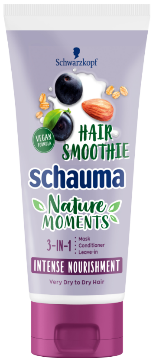 Schwarzkopf
VEGAN
FORMULA
HAIR
SMOOTHIE
schauma
Nature
MOMENTS
3-IN-1
Mask
Conditioner
Leave-in
INTENSE NOURISHMENT
Very Dry to Dry Hair